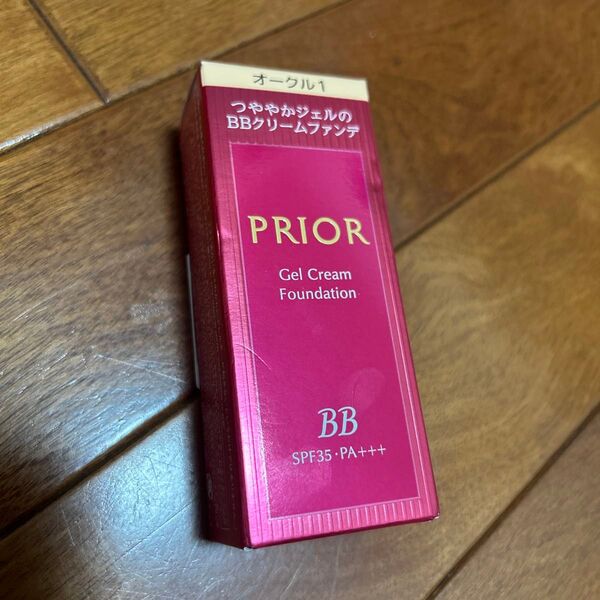 オークル1
つややかジェルの
BBクリームファンデ
PRIOR
Gel Cream
Foundation
BB
SPF35・PA+++